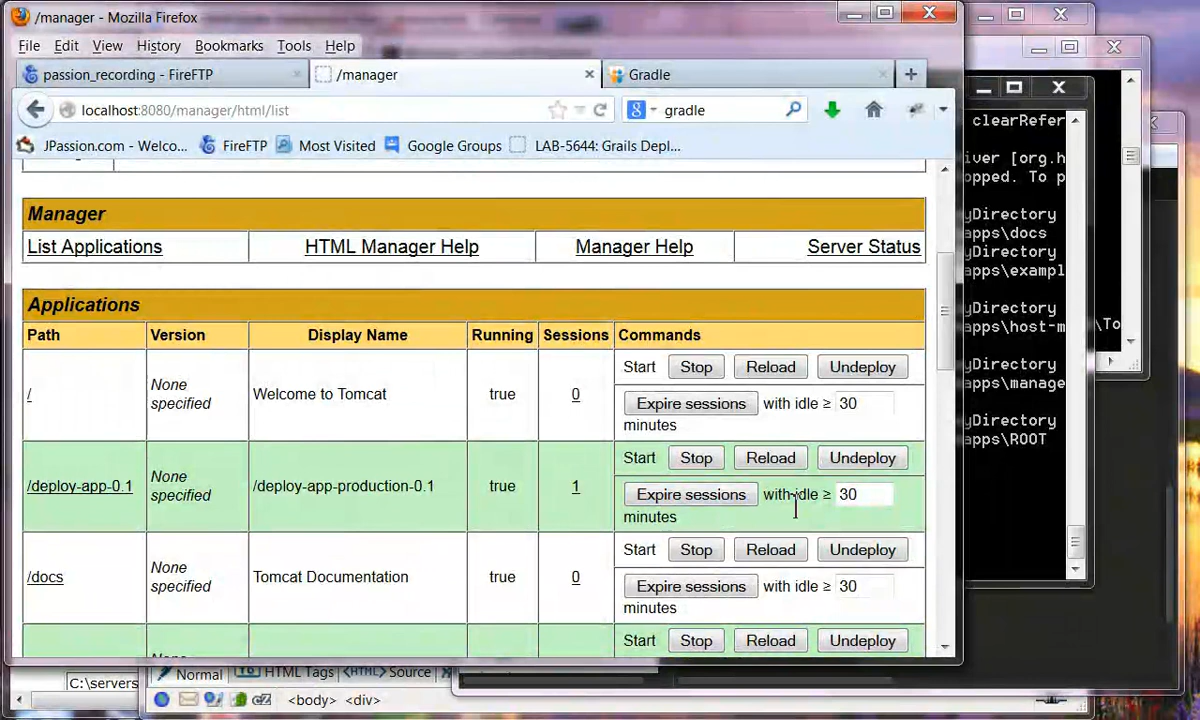 /manager - Mozilla Firefox
File Edit View History Bookmarks Tools Help
passion_recording - FireFTP
/manager
Gradle
localhost:8080/manager/html/list
gradle
JPassion.com - Welco...
FireFTP
Most Visited
Google Groups
LAB-5644: Grails Depl...
Manager
List Applications
HTML Manager Help
Manager Help
Server Status
Applications
Path Version Display Name Running Sessions Commands
/ None specified Welcome to Tomcat true 0 Start Stop Reload Undeploy
Expire sessions with idle ≥ 30
minutes
/deploy-app-0.1 None specified /deploy-app-production-0.1 true 1 Start Stop Reload Undeploy
Expire sessions with idle ≥ 30
minutes
/docs None specified Tomcat Documentation true 0 Start Stop Reload Undeploy
Expire sessions with idle ≥ 30
minutes
Start Stop Reload Undeploy
clearRefer
iver [org.h
opped. To p
yDirectory
apps\docs
yDirectory
apps\exampl
yDirectory
apps\host-m
\To
yDirectory
apps\manage
yDirectory
apps\ROOT
C:\servers
Normal
HTML Tags
<HTML> Source
<body> <div>